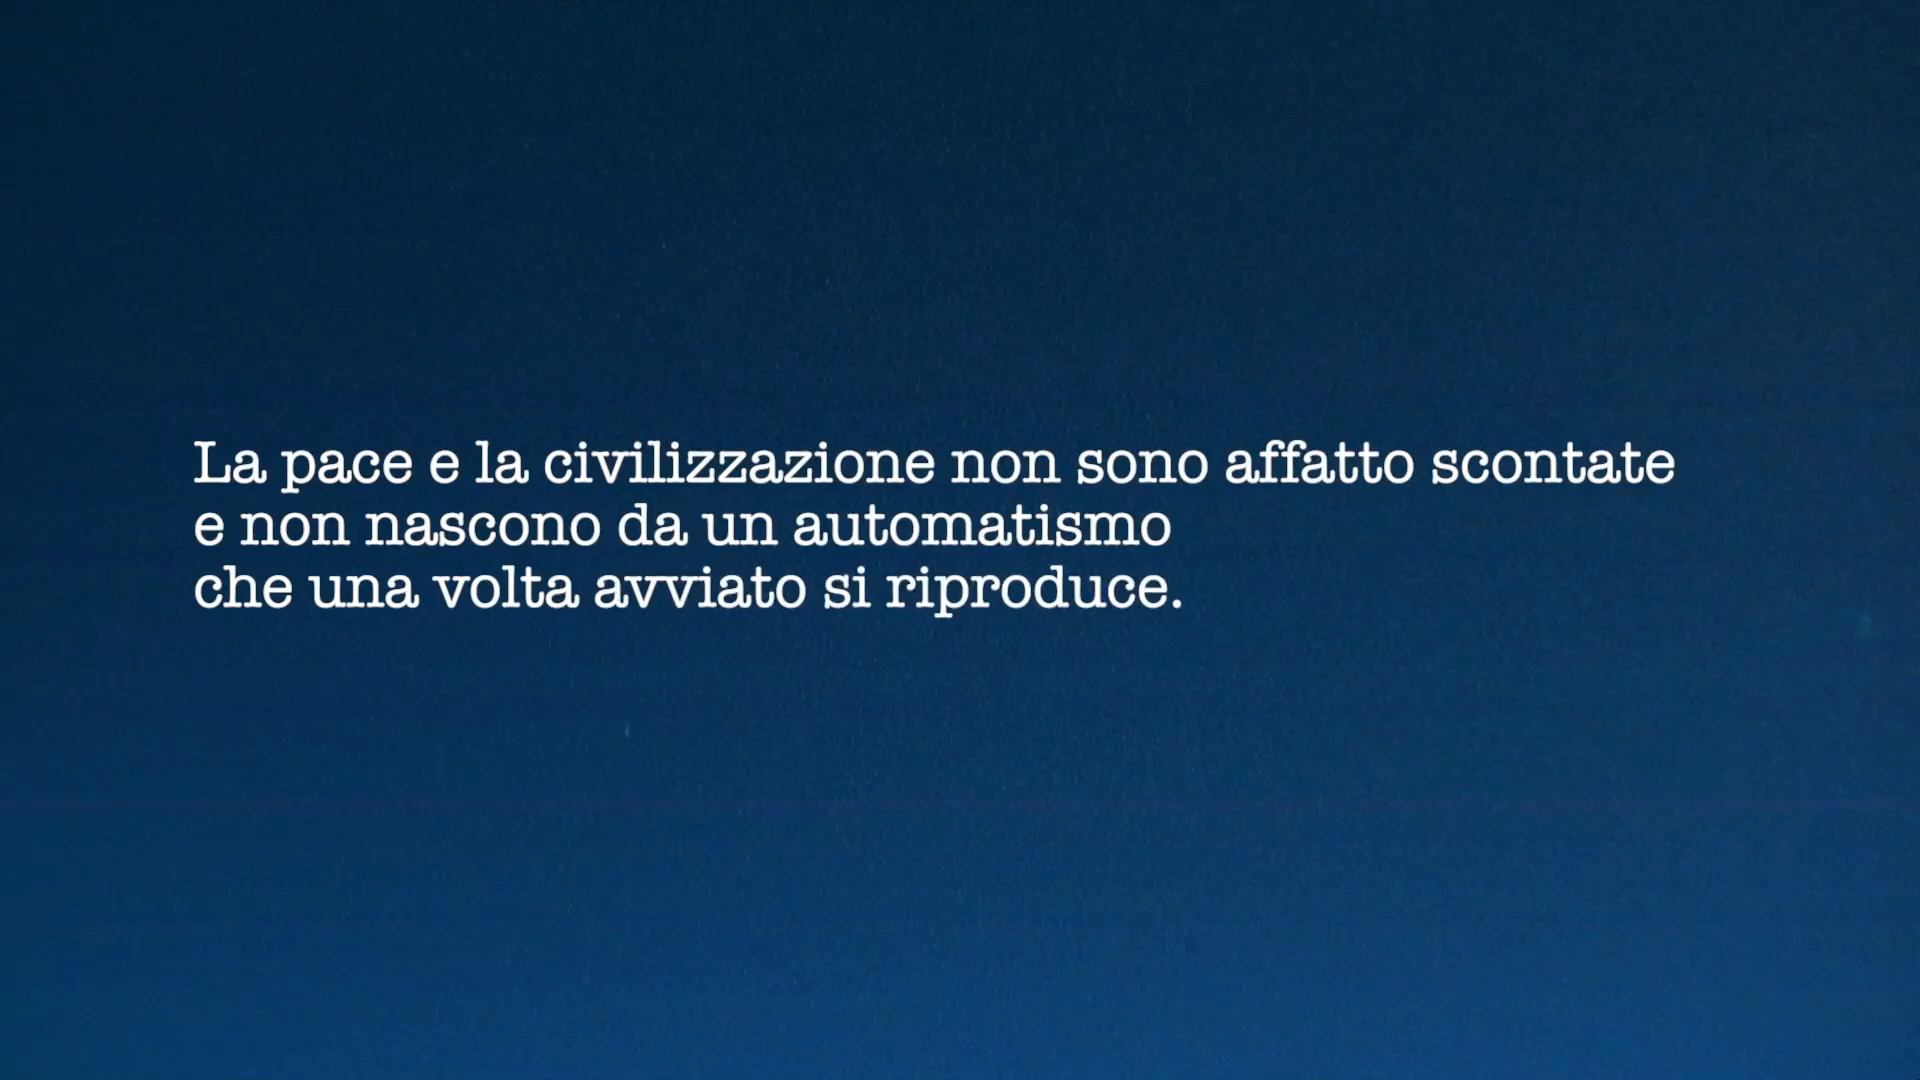 La pace e la civilizzazione non sono affatto scontate
e non nascono da un automatismo
che una volta avviato si riproduce.